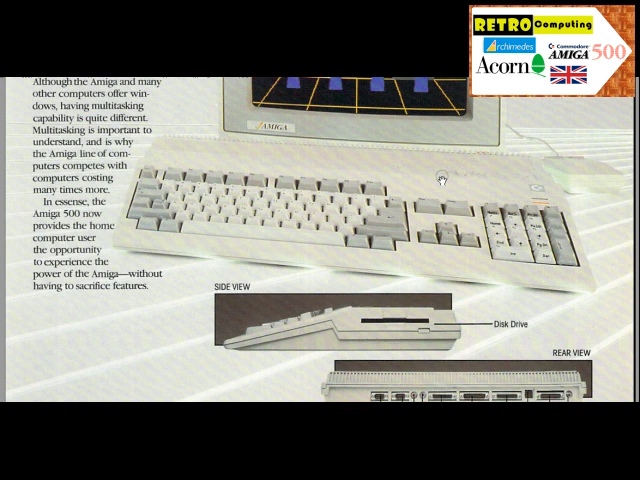 RETRO Computing
Archimedes
Acorn
Commodore
AMIGA 500
Although the Amiga and many
other computers offer win-
dows, having multitasking
capability is quite different.
Multitasking is important to
understand, and is why
the Amiga line of com-
puters competes with
computers costing
many times more.
In essense, the
Amiga 500 now
provides the home
computer user
the opportunity
to experience the
power of the Amiga—without
having to sacrifice features.
AMIGA
SIDE VIEW
Disk Drive
REAR VIEW